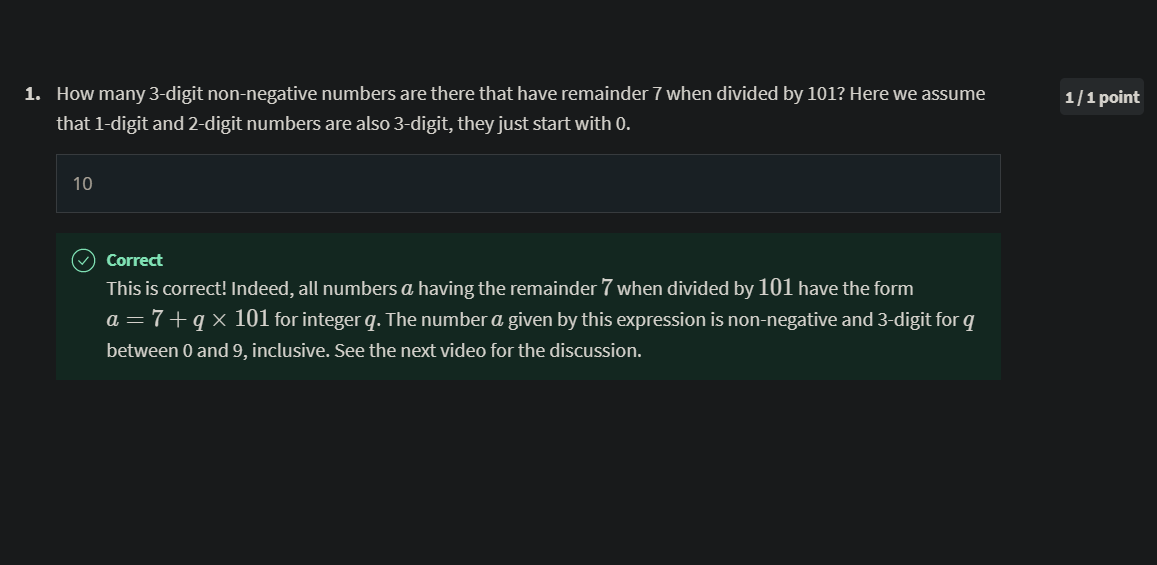 1. How many 3-digit non-negative numbers are there that have remainder 7 when divided by 101? Here we assume
1 / 1 point
that 1-digit and 2-digit numbers are also 3-digit, they just start with 0.
10
Correct
This is correct! Indeed, all numbers a having the remainder 7 when divided by 101 have the form
a = 7 + q × 101 for integer q. The number a given by this expression is non-negative and 3-digit for q
between 0 and 9, inclusive. See the next video for the discussion.